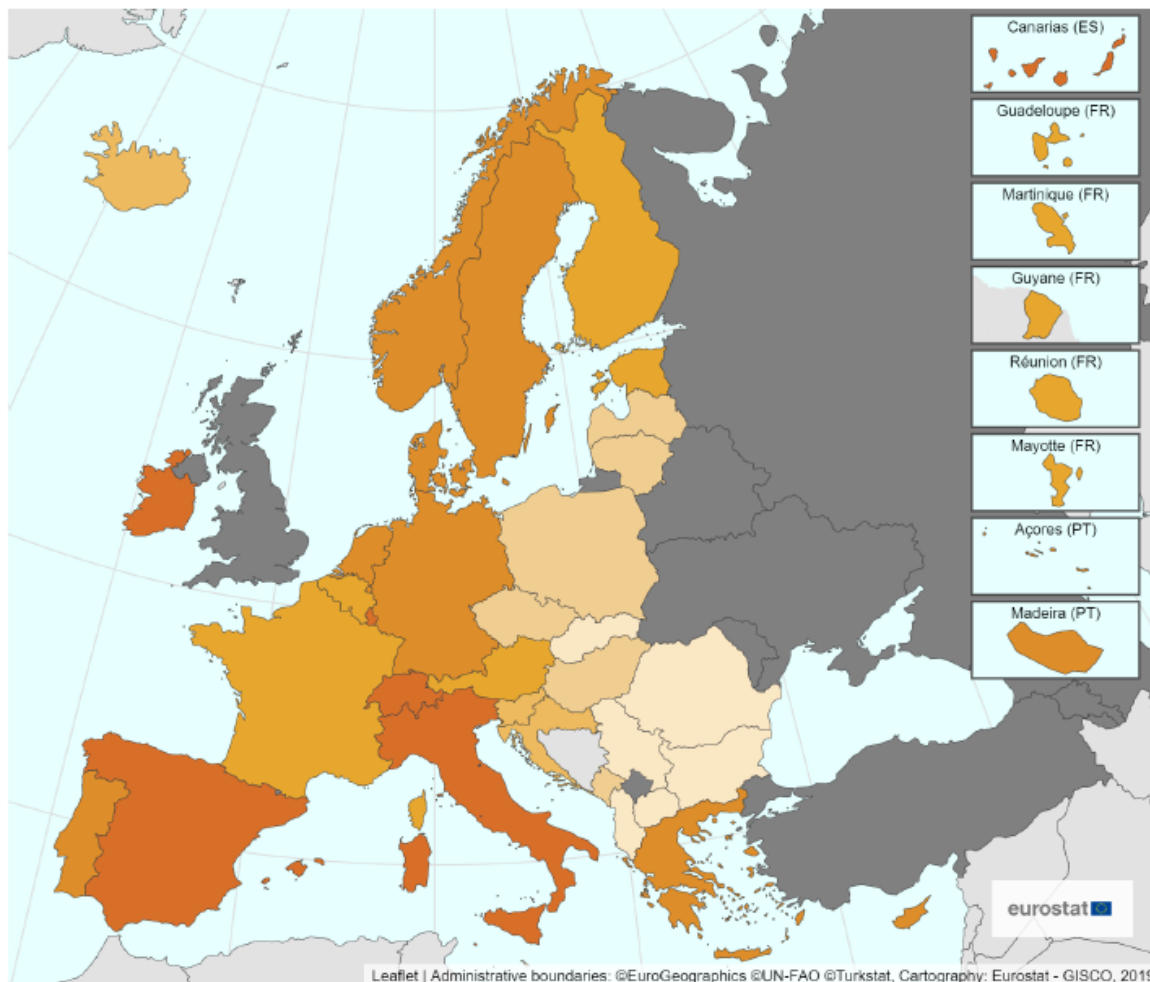 Canarias (ES)
Guadeloupe (FR)
Martinique (FR)
Guyane (FR)
Réunion (FR)
Mayotte (FR)
Açores (PT)
Madeira (PT)
eurostat
Leaflet | Administrative boundaries: ©EuroGeographics ©UN-FAO ©Turkstat, Cartography: Eurostat - GISCO, 2019